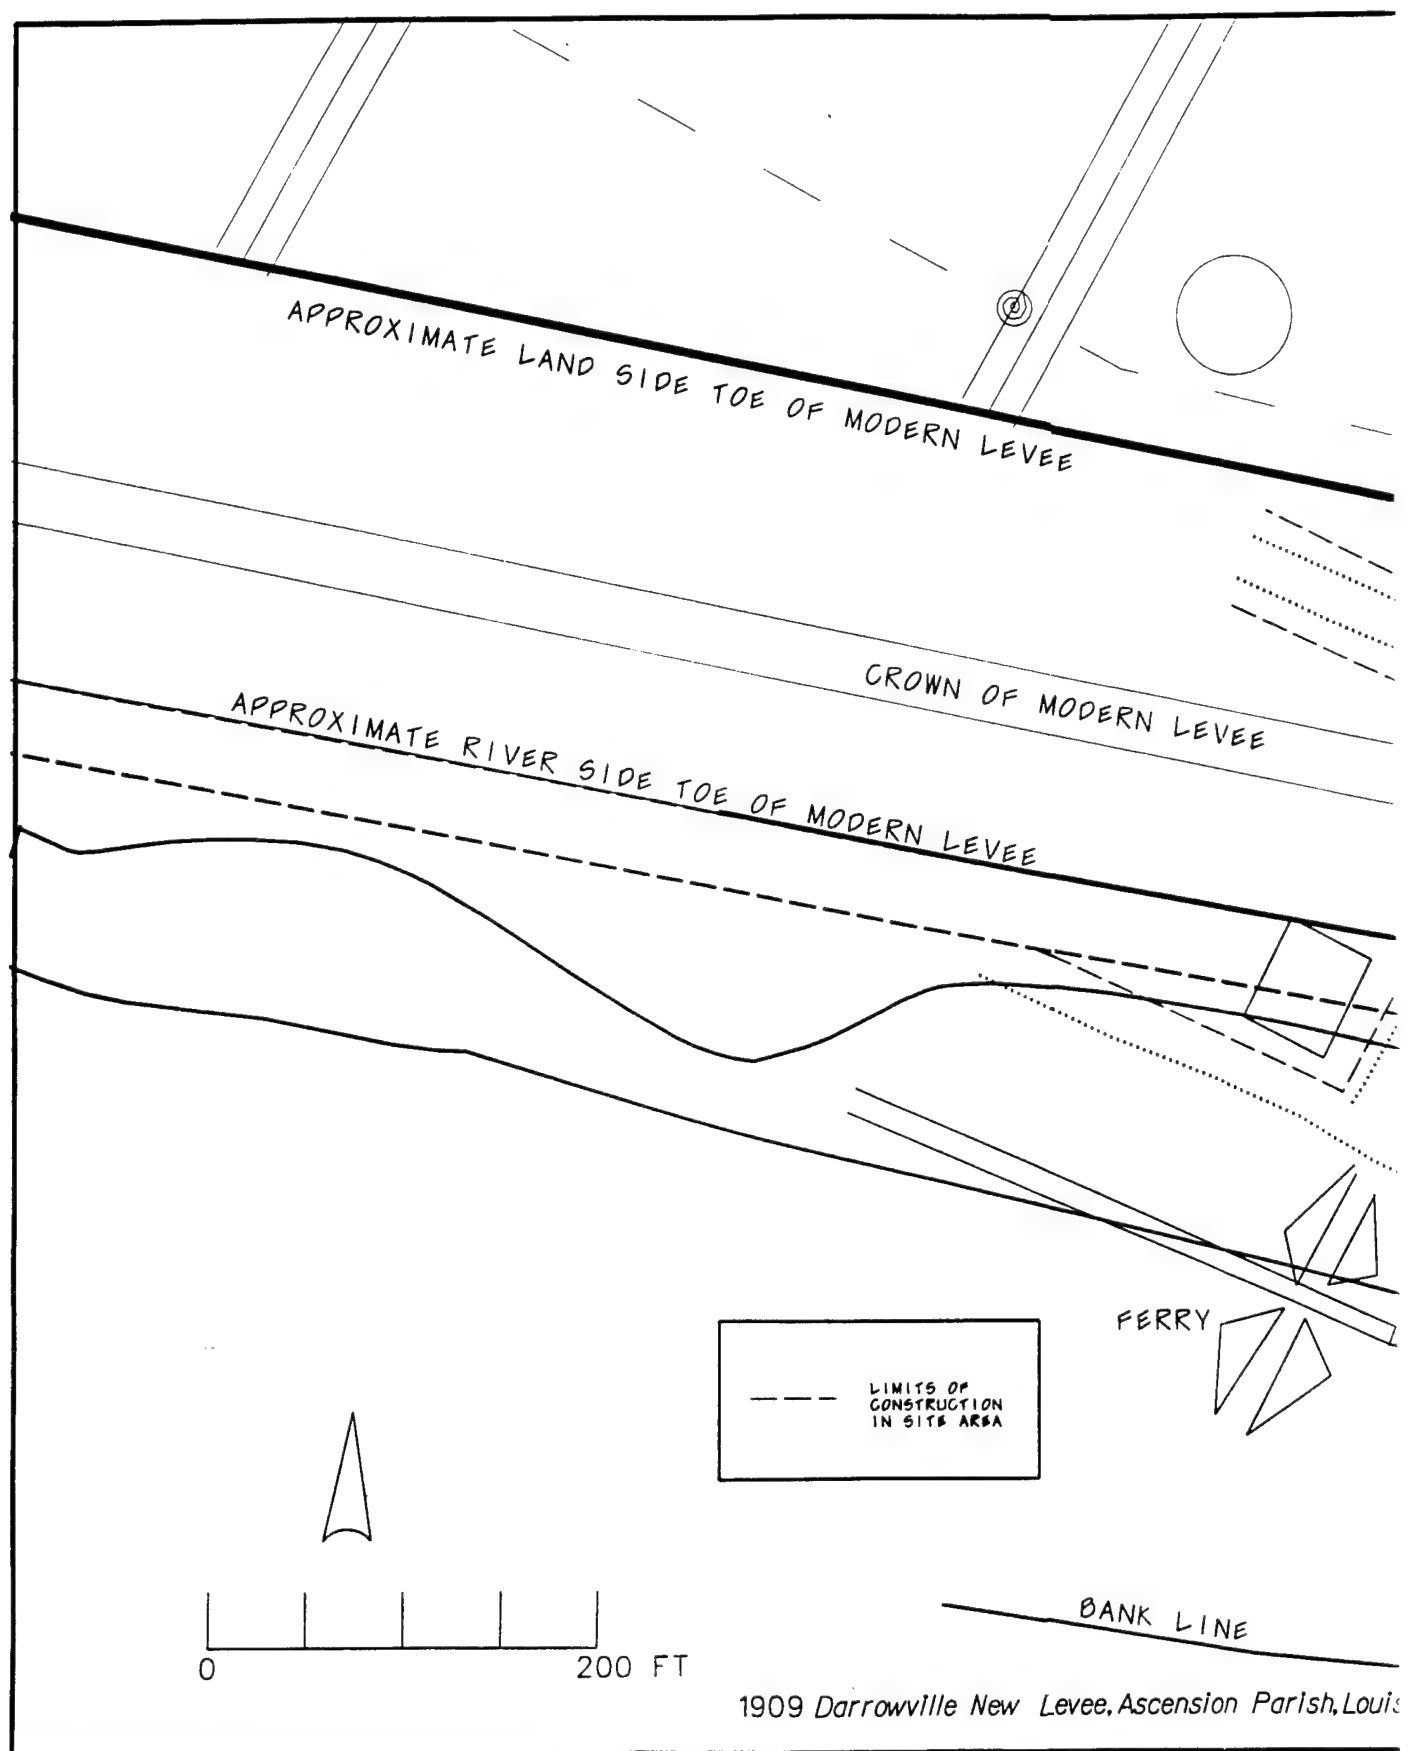 APPROXIMATE LAND SIDE TOE OF MODERN LEVEE
CROWN OF MODERN LEVEE
APPROXIMATE RIVER SIDE TOE OF MODERN LEVEE
FERRY
LIMITS OF
CONSTRUCTION
IN SITE AREA
BANK LINE
0 200 FT
1909 Darrowville New Levee, Ascension Parish, Louis